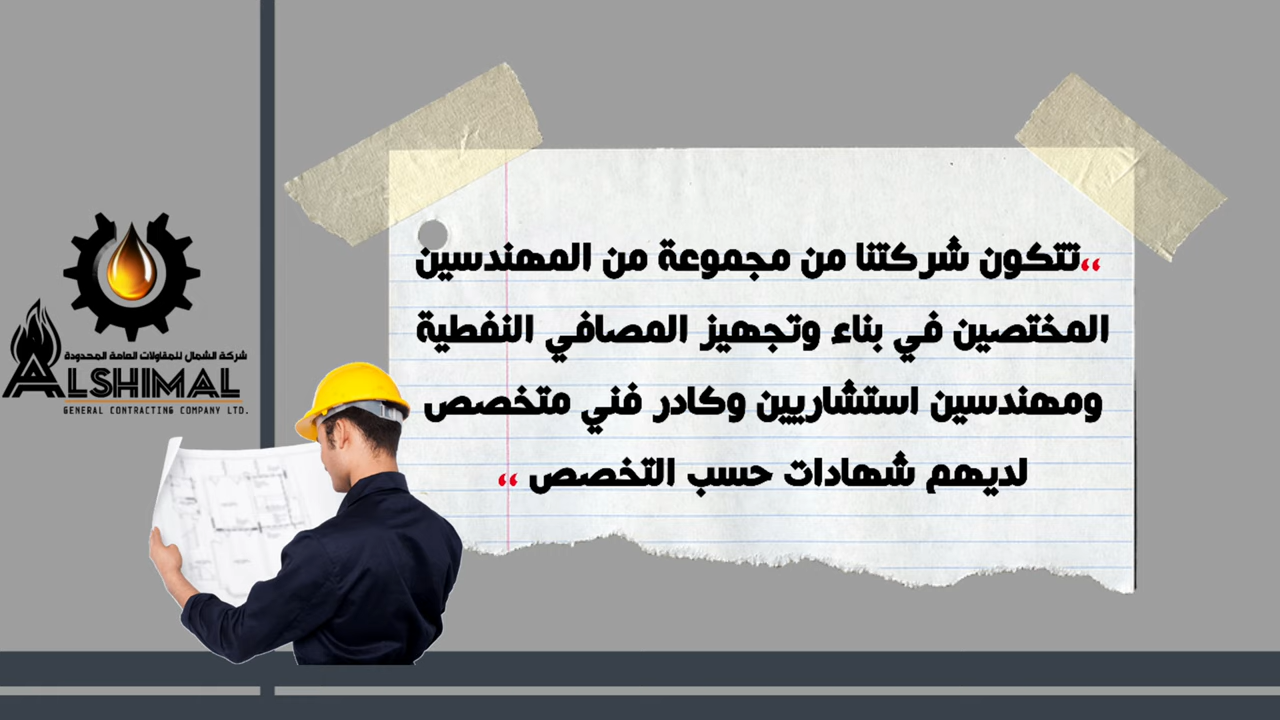 شركة الشمال للمقاولات العامة المحدودة
ALSHIMAL
GENERAL CONTRACTING COMPANY LTD.
“تتكون شركتنا من مجموعة من المهندسين
المختصين في بناء وتجهيز المصافي النفطية
ومهندسين استشاريين وكادر فني متخصص
لديهم شهادات حسب التخصص “